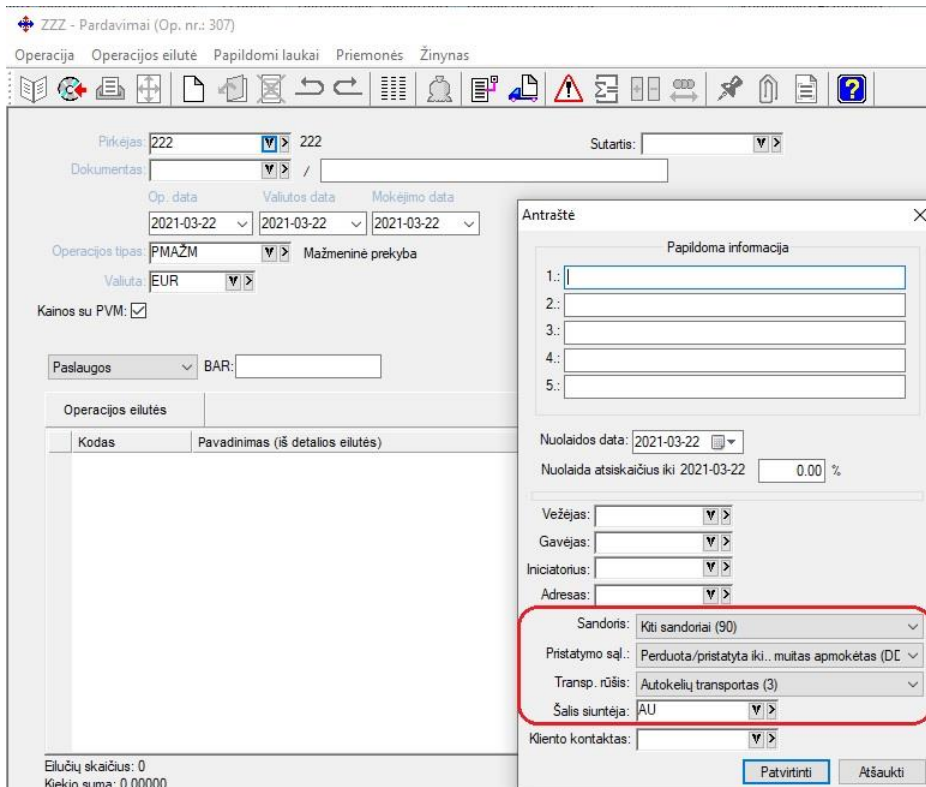 ZZZ - Pardavimai (Op. nr.: 307)
Operacija Operacijos eilutė Papildomi laukai Priemonės Žinynas
Pirkėjas: 222 222 Sutartis:
Dokumentas: /
Op. data Valiutos data Mokėjimo data
2021-03-22 2021-03-22 2021-03-22
Operacijos tipas: PMAŽM Mažmeninė prekyba
Valiuta: EUR
Kainos su PVM:
Paslaugos BAR:
Operacijos eilutės
Kodas Pavadinimas (iš detalios eilutės)
Eilučių skaičius: 0
Kiekio suma: 0.00000
Antraštė
Papildoma informacija
1.:
2.:
3.:
4.:
5.:
Nuolaidos data: 2021-03-22
Nuolaida atsiskaičius iki 2021-03-22 0.00 %
Vežėjas:
Gavėjas:
Iniciatorius:
Adresas:
Sandoris: Kiti sandoriai (90)
Pristatymo sąl.: Perduota/pristatyta iki.. muitas apmokėtas (DD
Transp. rūšis: Autokelių transportas (3)
Šalis siuntėja: AU
Kliento kontaktas:
Patvirtinti Atšaukti